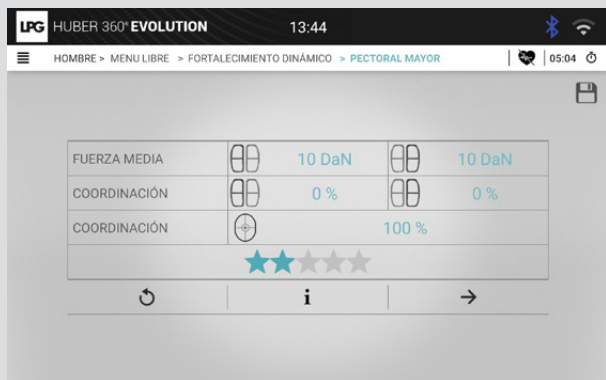 LPG HUBER 360° EVOLUTION 13:44
HOMBRE > MENU LIBRE > FORTALECIMIENTO DINÁMICO > PECTORAL MAYOR 05:04
FUERZA MEDIA 10 DaN 10 DaN
COORDINACIÓN 0 % 0 %
COORDINACIÓN 100 %
i